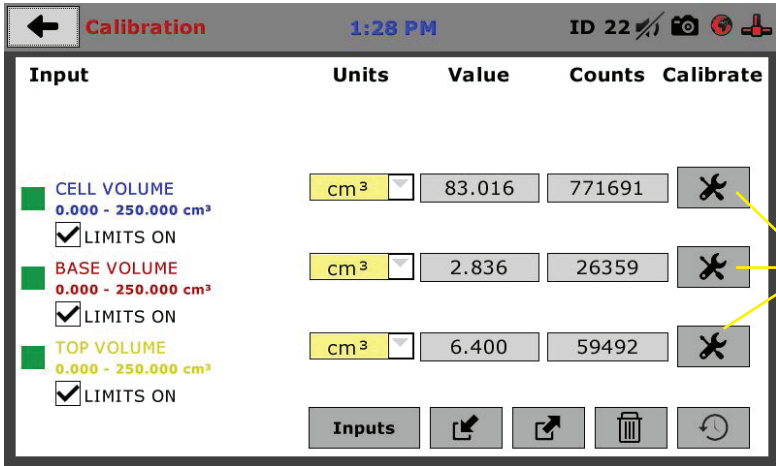 Calibration 1:28 PM ID 22
Input Units Value Counts Calibrate
CELL VOLUME cm³ 83.016 771691
0.000 - 250.000 cm³
LIMITS ON
BASE VOLUME cm³ 2.836 26359
0.000 - 250.000 cm³
LIMITS ON
TOP VOLUME cm³ 6.400 59492
0.000 - 250.000 cm³
LIMITS ON
Inputs